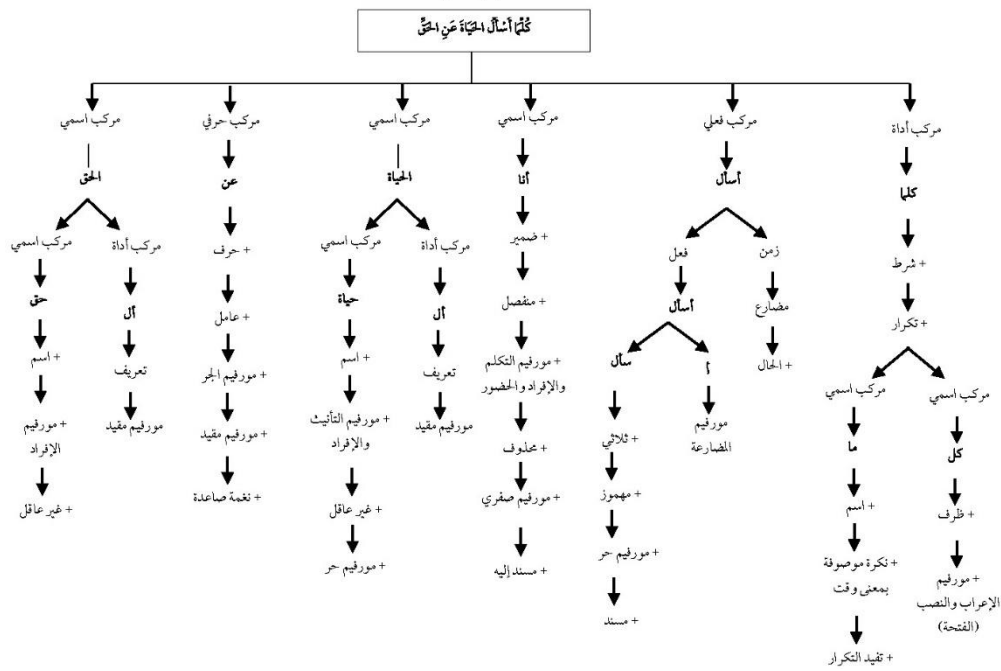 كُلَّمَا أَسْأَلُ الحَيَاةَ عَنِ الحَقِّ
مركب أداة
كلما
+ شرط
+ تكرار
مركب اسمي
كل
+ ظرف
+ مورفيم
الإعراب والنصب
(الفتحة)
مركب اسمي
ما
+ اسم
+ نكرة موصوفة
بمعنى وقت
+ تفيد التكرار
مركب فعلي
أسأل
زمن
مضارع
+ الحال
فعل
أسأل
أ
مورفيم
المضارعة
سأل
+ ثلاثي
+ مهموز
+ مورفيم حر
+ مسند
مركب اسمي
أنا
+ ضمير
+ منفصل
+ مورفيم التكلم
والإفراد والحضور
+ محذوف
+ مورفيم صفري
+ مسند إليه
مركب اسمي
الحياة
مركب أداة
أل
تعريف
مورفيم مقيد
مركب اسمي
حياة
+ اسم
+ مورفيم التأنيث
والإفراد
+ غير عاقل
+ مورفيم حر
مركب حرفي
عن
+ حرف
+ عامل
+ مورفيم الجر
+ مورفيم مقيد
+ نغمة صاعدة
مركب اسمي
الحق
مركب أداة
أل
تعريف
مورفيم مقيد
مركب اسمي
حق
+ اسم
+ مورفيم
الإفراد
+ غير عاقل